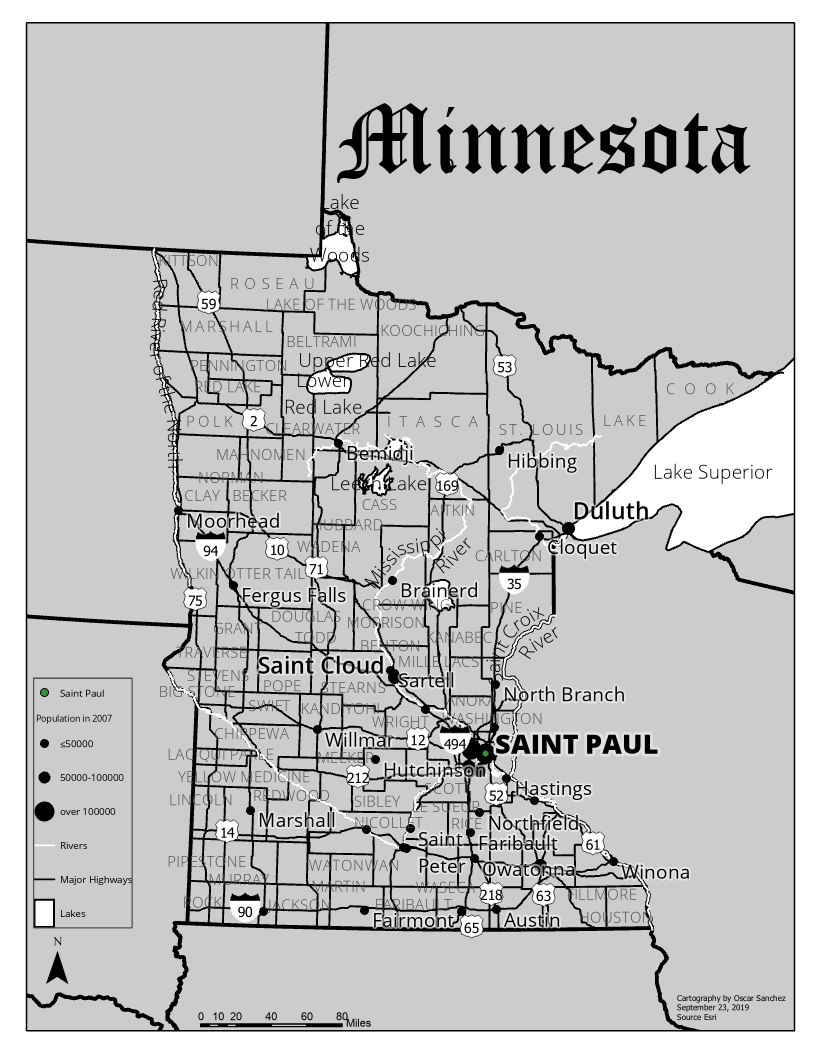 Minnesota
Lake
of the
Woods
KITTSON
ROSEAU
59
LAKE OF THE WOODS
MARSHALL
KOOCHICHING
BELTRAMI
Upper Red Lake
PENNINGTON
53
RED LAKE
Lower
Red Lake
COOK
Red River of the North
POLK
2
CLEARWATER
ITASCA
ST. LOUIS
LAKE
MAHNOMEN
Bemidji
Hibbing
Lake Superior
NORMAN
Leech Lake
169
CLAY
BECKER
CASS
AITKIN
Duluth
Moorhead
HUBBARD
94
10
WADENA
Mississippi
River
Cloquet
CARLTON
WILKIN
OTTER TAIL
71
35
75
Fergus Falls
Brainerd
CROW WING
PINE
DOUGLAS
MORRISON
Saint Croix
River
GRANT
TODD
KANABEC
BENTON
TRAVERSE
Saint Cloud
MILLE LACS
STEVENS
Sartell
BIG STONE
POPE
STEARNS
North Branch
SWIFT
KANDIYOHI
ANOKA
WRIGHT
WASHINGTON
CHIPPEWA
Willmar
12
494
SAINT PAUL
LAC QUI PARLE
MEEKER
Hutchinson
YELLOW MEDICINE
212
SCOTT
Hastings
LINCOLN
REDWOOD
SIBLEY
52
LE SUEUR
Marshall
NICOLLET
RICE
Northfield
14
Saint
Peter
Faribault
61
PIPESTONE
WATONWAN
Owatonna
Winona
MURRAY
MARTIN
WASECA
218
63
FILLMORE
ROCK
90
JACKSON
FARIBAULT
Fairmont
Austin
HOUSTON
65
Saint Paul
Population in 2007
≤50000
50000-100000
over 100000
Rivers
Major Highways
Lakes
N
0 10 20 40 60 80
Miles
Cartography by Oscar Sanchez
September 23, 2019
Source Esri